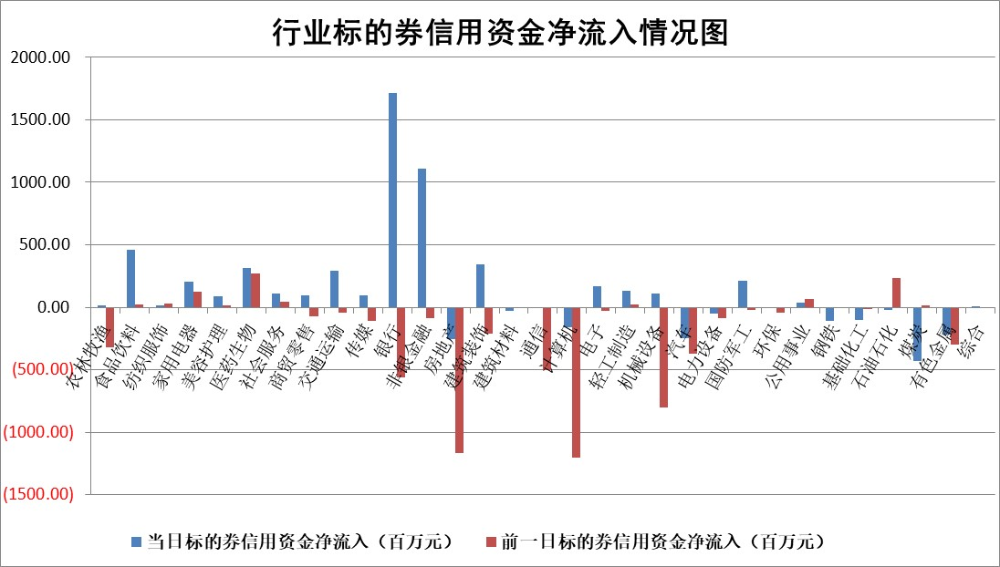 行业标的券信用资金净流入情况图
2000.00
1500.00
1000.00
500.00
0.00
(500.00)
(1000.00)
(1500.00)
农林牧渔
食品饮料
纺织服饰
家用电器
美容护理
医药生物
社会服务
商贸零售
交通运输
传媒
银行
非银金融
房地产
建筑装饰
建筑材料
通信
计算机
电子
轻工制造
机械设备
汽车
电力设备
国防军工
环保
公用事业
钢铁
基础化工
石油石化
煤炭
有色金属
综合
当日标的券信用资金净流入（百万元）
前一日标的券信用资金净流入（百万元）